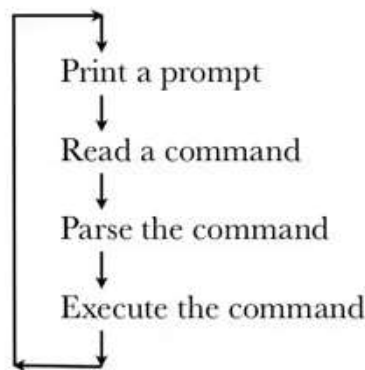 Print a prompt
Read a command
Parse the command
Execute the command